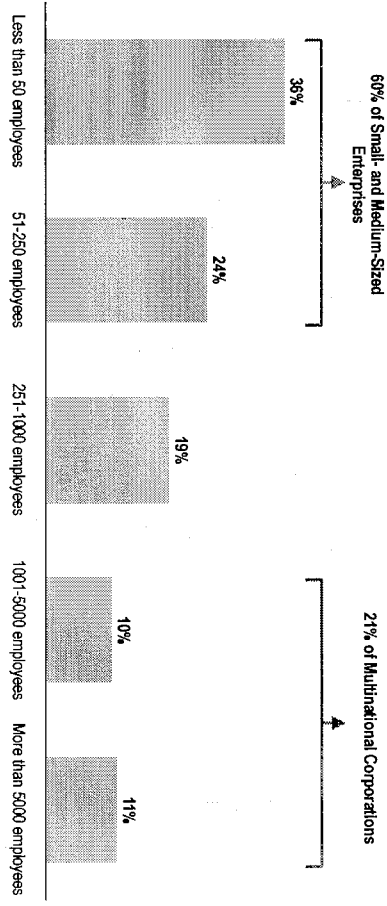 60% of Small- and Medium-Sized
Enterprises
21% of Multinational Corporations
36%
24%
19%
10%
11%
Less than 50 employees
51-250 employees
251-1000 employees
1001-5000 employees
More than 5000 employees